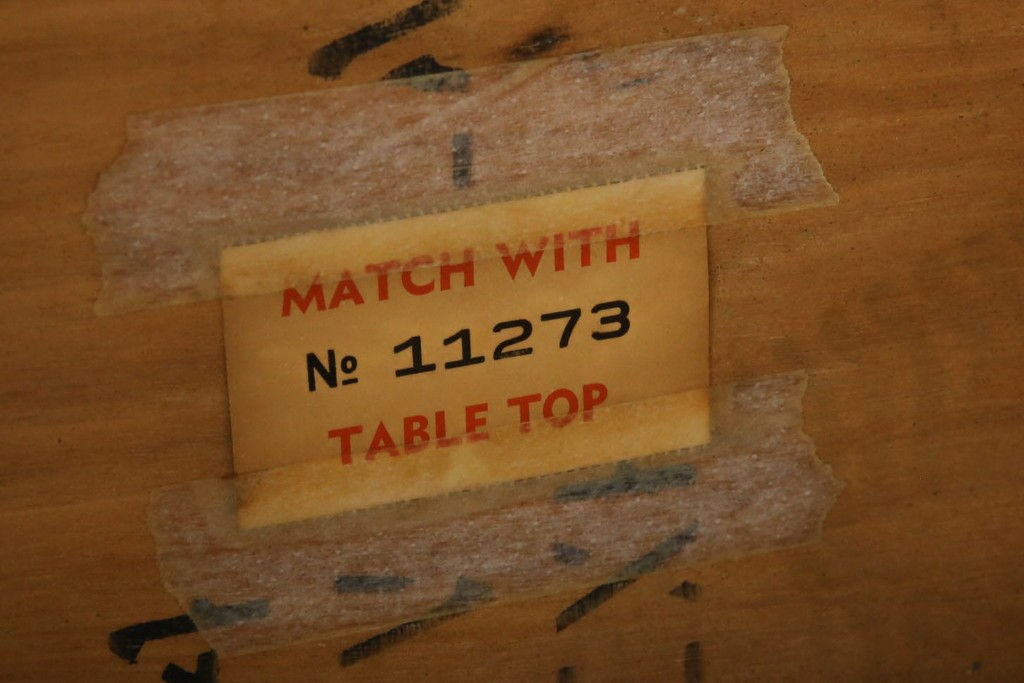 MATCH WITH
№ 11273
TABLE TOP